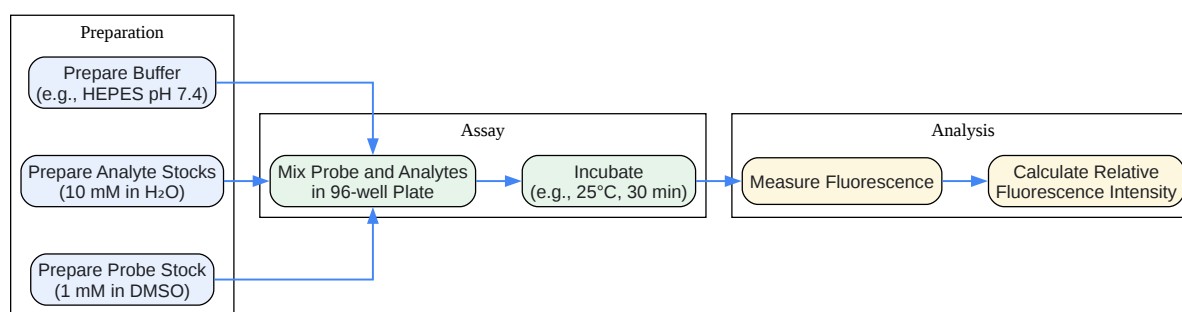 Preparation
Prepare Buffer
(e.g., HEPES pH 7.4)
Prepare Analyte Stocks
(10 mM in H₂O)
Prepare Probe Stock
(1 mM in DMSO)
Assay
Mix Probe and Analytes
in 96-well Plate
Incubate
(e.g., 25°C, 30 min)
Analysis
Measure Fluorescence
Calculate Relative
Fluorescence Intensity